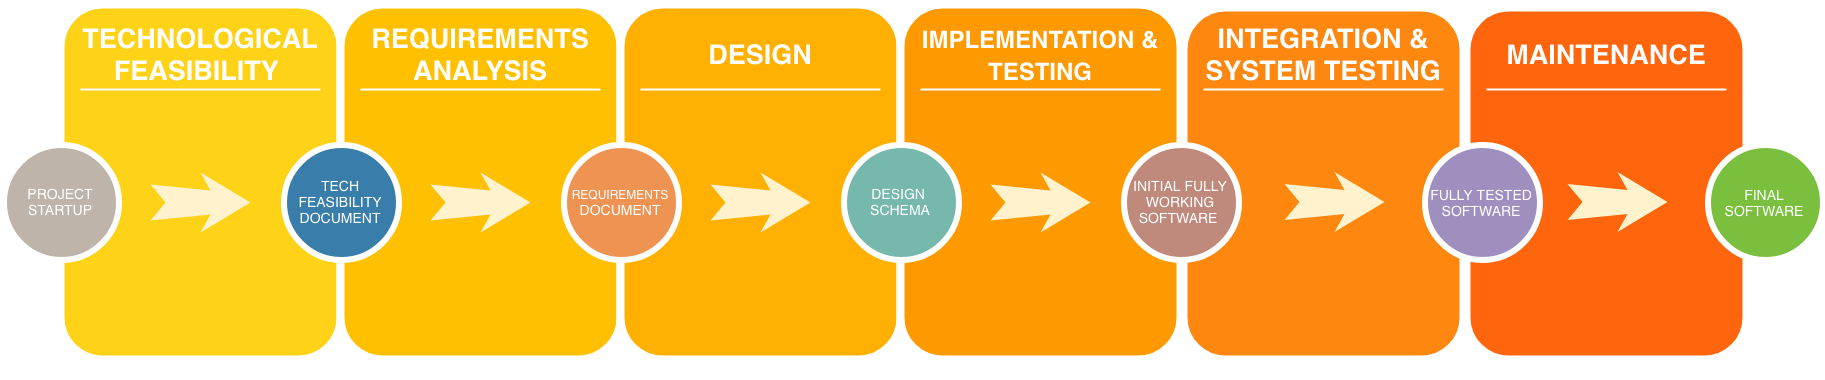 TECHNOLOGICAL
FEASIBILITY
REQUIREMENTS
ANALYSIS
DESIGN
IMPLEMENTATION &
TESTING
INTEGRATION &
SYSTEM TESTING
MAINTENANCE
PROJECT
STARTUP
TECH
FEASIBILITY
DOCUMENT
REQUIREMENTS
DOCUMENT
DESIGN
SCHEMA
INITIAL FULLY
WORKING
SOFTWARE
FULLY TESTED
SOFTWARE
FINAL
SOFTWARE